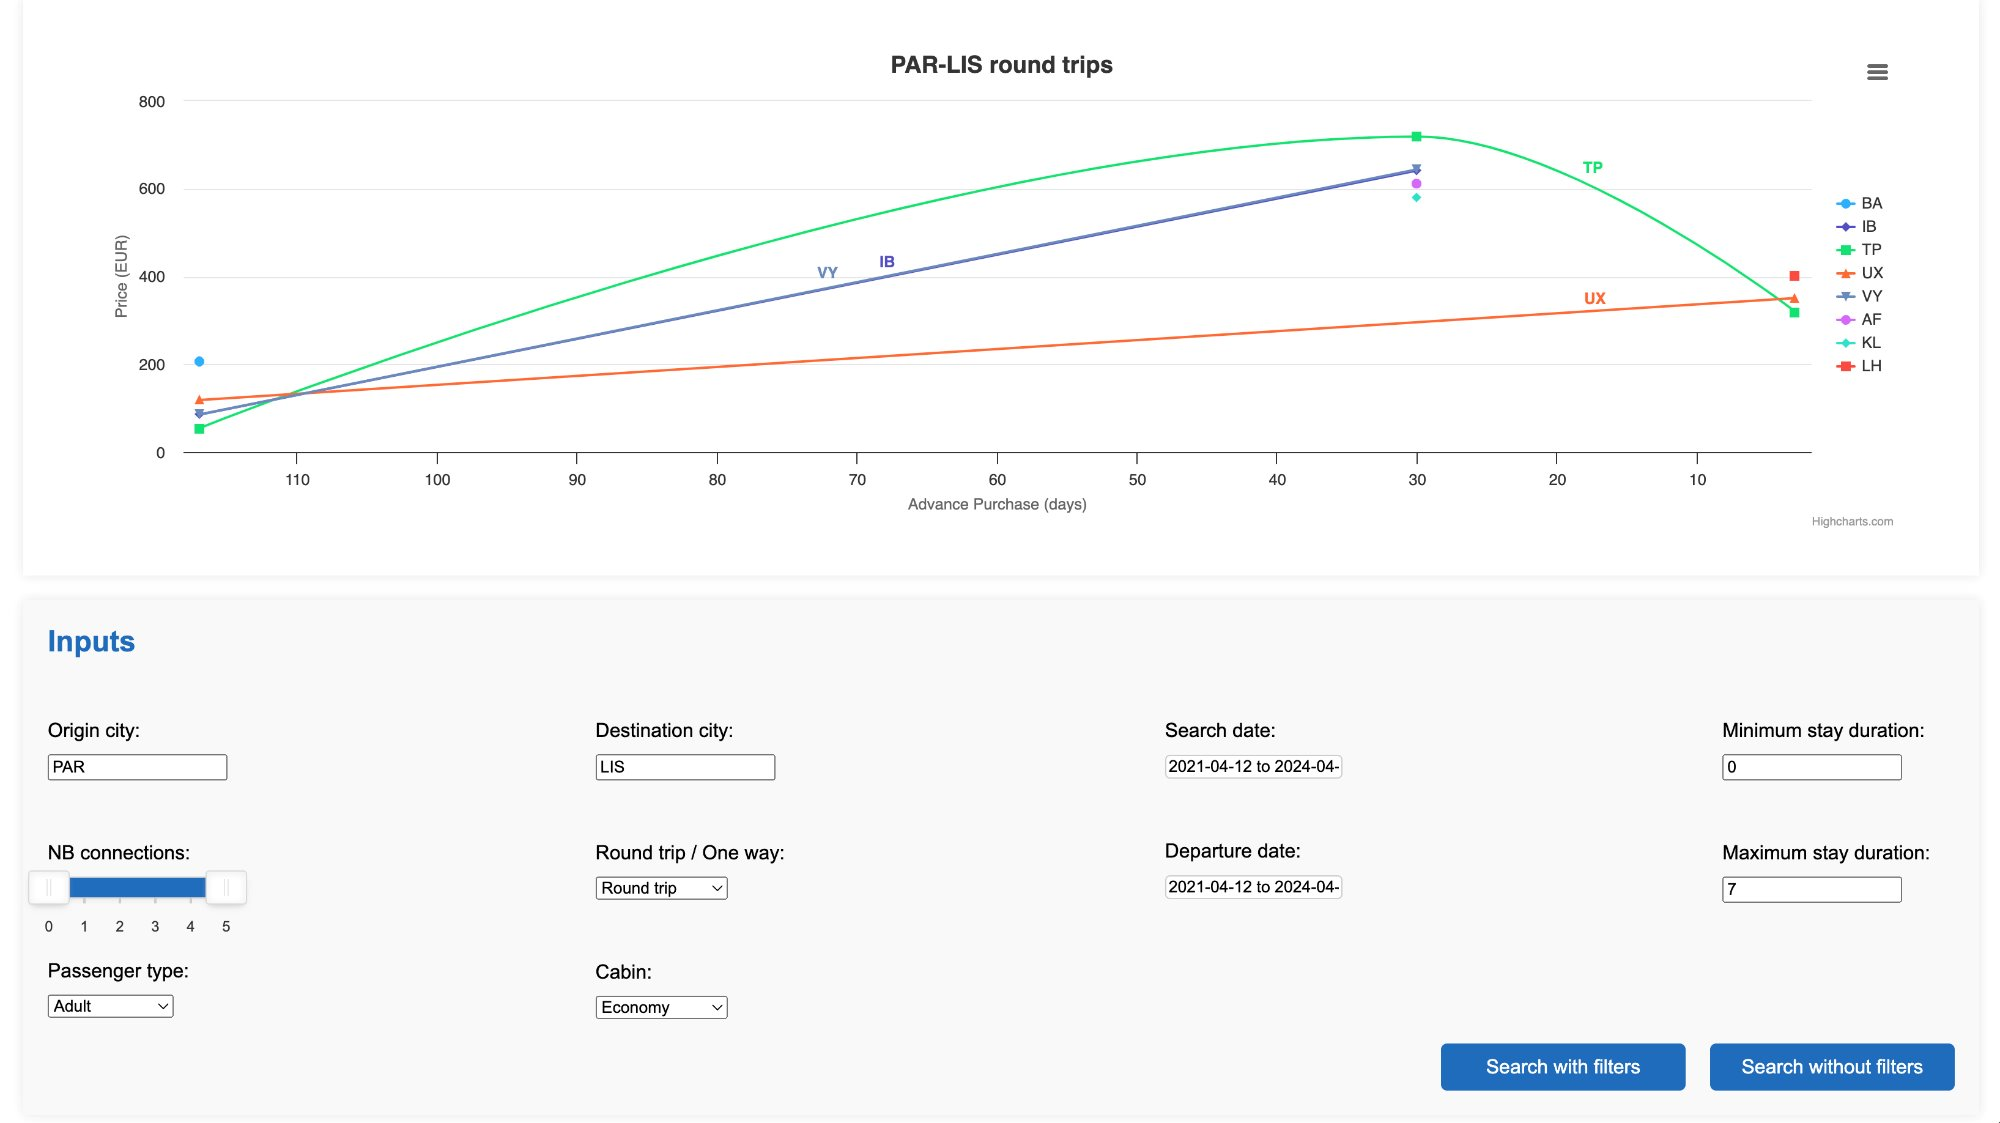 PAR-LIS round trips
800
600
400
200
0
Price (EUR)
TP
IB
VY
UX
BA
IB
TP
UX
VY
AF
KL
LH
110 100 90 80 70 60 50 40 30 20 10
Advance Purchase (days)
Highcharts.com
Inputs
Origin city: Destination city: Search date: Minimum stay duration:
PAR LIS 2021-04-12 to 2024-04- 0
NB connections: Round trip / One way: Departure date: Maximum stay duration:
Round trip 2021-04-12 to 2024-04- 7
0 1 2 3 4 5
Passenger type: Cabin:
Adult Economy
Search with filters Search without filters